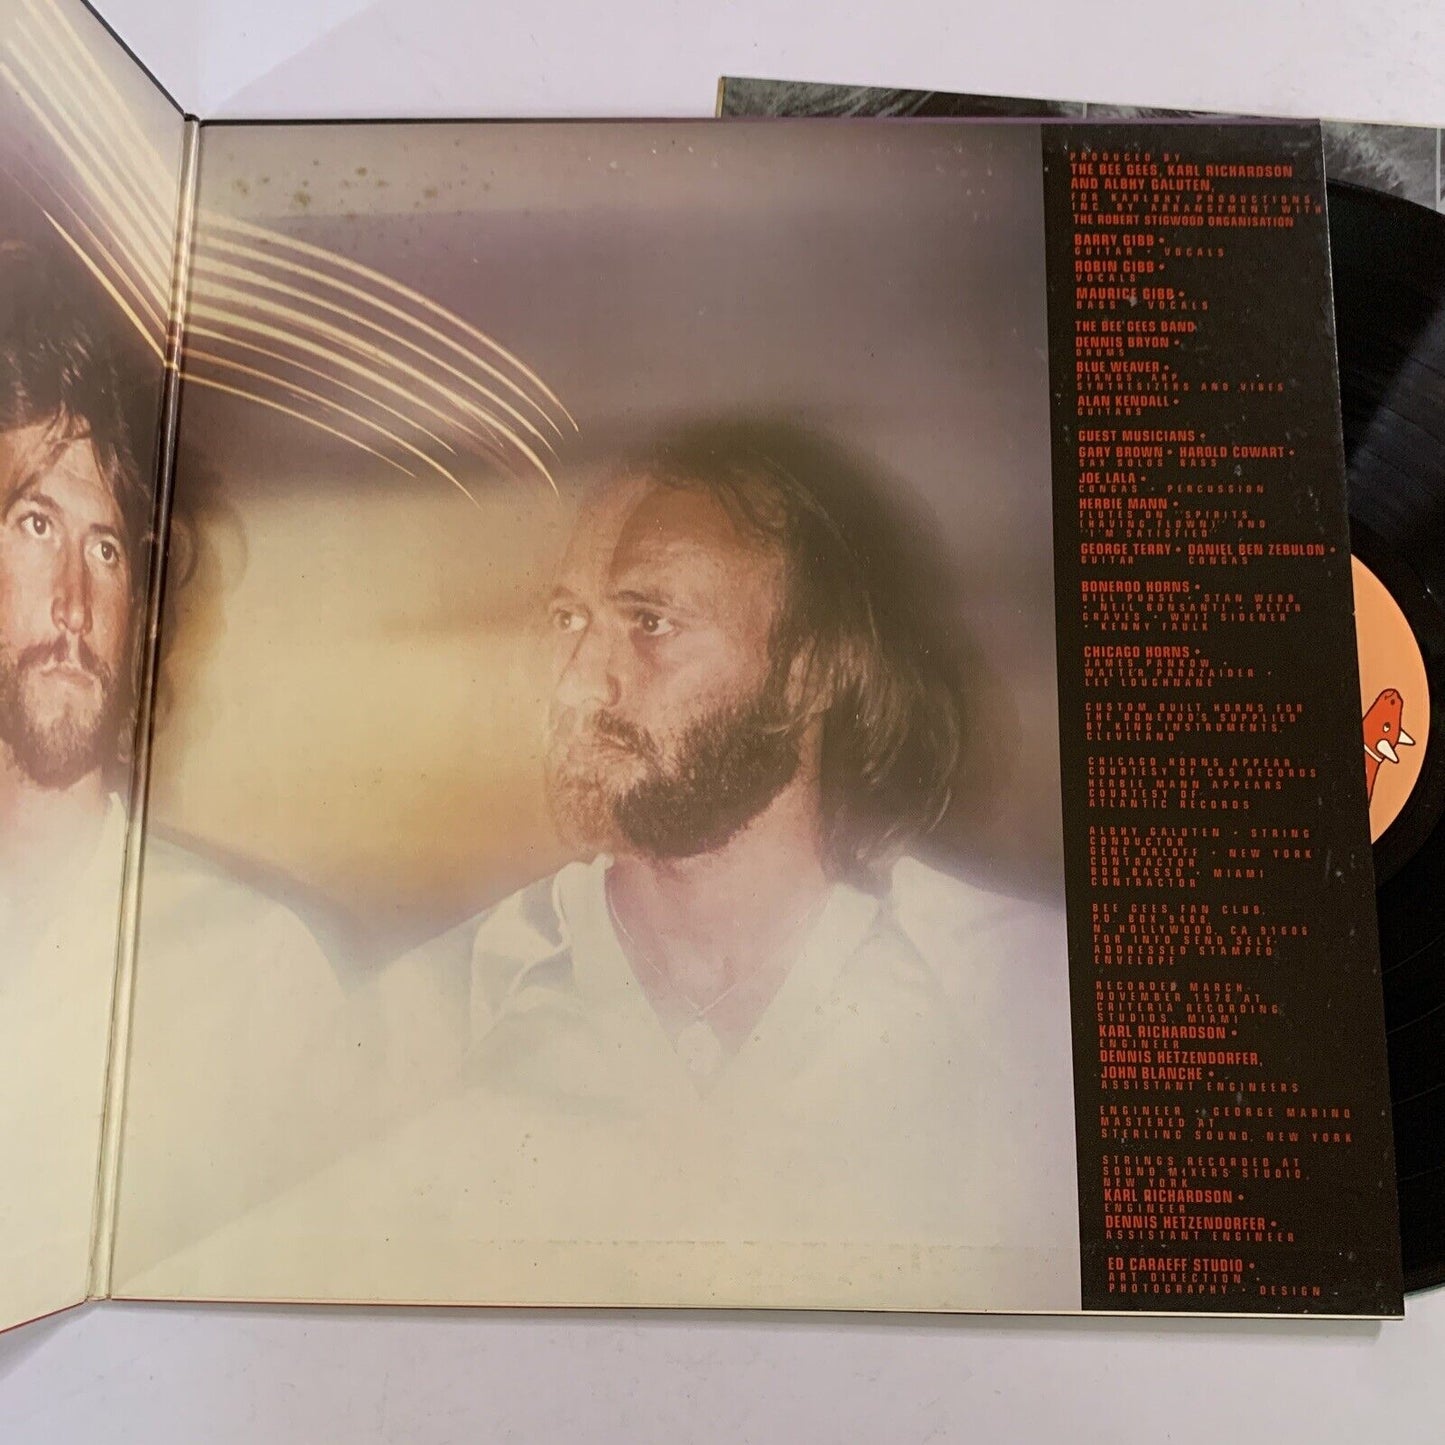 PRODUCED BY
THE BEE GEES, KARL RICHARDSON
AND ALBHY GALUTEN,
FOR KARLBHY PRODUCTIONS,
INC. BY ARRANGEMENT WITH
THE ROBERT STIGWOOD ORGANISATION
BARRY GIBB •
GUITAR • VOCALS
ROBIN GIBB •
VOCALS
MAURICE GIBB •
BASS • VOCALS
THE BEE GEES BAND
DENNIS BRYON •
DRUMS
BLUE WEAVER •
PIANOS, ARP
SYNTHESIZERS AND VIBES
ALAN KENDALL •
GUITARS
GUEST MUSICIANS •
GARY BROWN • HAROLD COWART •
SAX SOLOS BASS
JOE LALA •
CONGAS • PERCUSSION
HERBIE MANN •
FLUTES ON "SPIRITS
(HAVING FLOWN)" AND
"I'M SATISFIED"
GEORGE TERRY • DANIEL BEN ZEBULON •
GUITAR CONGAS
BONEROO HORNS •
BILL PURSE • STAN WEBB
• NEIL BONSANTI • PETER
GRAVES • WHIT SIDENER
• KENNY FAULK
CHICAGO HORNS •
JAMES PANKOW •
WALTER PARAZAIDER •
LEE LOUGHNANE
CUSTOM BUILT HORNS FOR
THE BONEROO'S SUPPLIED
BY KING INSTRUMENTS,
CLEVELAND
CHICAGO HORNS APPEAR
COURTESY OF CBS RECORDS
HERBIE MANN APPEARS
COURTESY OF
ATLANTIC RECORDS
ALBHY GALUTEN • STRING
CONDUCTOR
GENE ORLOFF • NEW YORK
CONTRACTOR
BOB BASSO • MIAMI
CONTRACTOR
BEE GEES FAN CLUB,
P.O. BOX 9480,
N. HOLLYWOOD, CA 91606
FOR INFO SEND SELF-
ADDRESSED STAMPED
ENVELOPE
RECORDED MARCH-
NOVEMBER 1978 AT
CRITERIA RECORDING
STUDIOS, MIAMI
KARL RICHARDSON •
ENGINEER
DENNIS HETZENDORFER,
JOHN BLANCHE •
ASSISTANT ENGINEERS
ENGINEER • GEORGE MARINO
MASTERED AT
STERLING SOUND, NEW YORK
STRINGS RECORDED AT
SOUND MIXERS STUDIO,
NEW YORK
KARL RICHARDSON •
ENGINEER
DENNIS HETZENDORFER •
ASSISTANT ENGINEER
ED CARAEFF STUDIO •
ART DIRECTION •
PHOTOGRAPHY • DESIGN